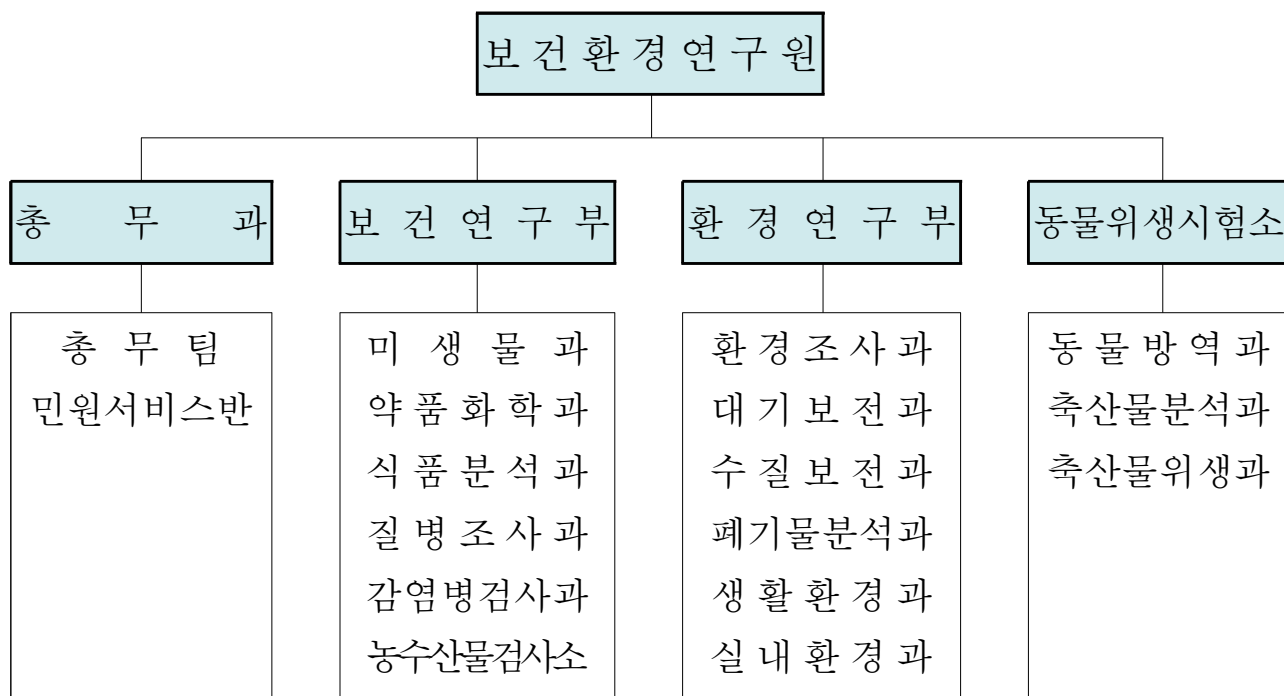 보건환경연구원
총무과
보건연구부
환경연구부
동물위생시험소
총무팀
민원서비스반
미생물과
약품화학과
식품분석과
질병조사과
감염병검사과
농수산물검사소
환경조사과
대기보전과
수질보전과
폐기물분석과
생활환경과
실내환경과
동물방역과
축산물분석과
축산물위생과